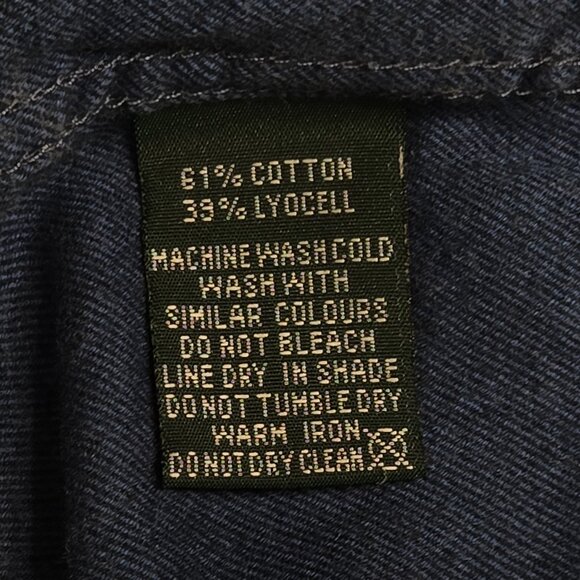 61% COTTON
39% LYOCELL
MACHINE WASH COLD
WASH WITH
SIMILAR COLOURS
DO NOT BLEACH
LINE DRY IN SHADE
DO NOT TUMBLE DRY
WARM IRON
DO NOT DRY CLEAN